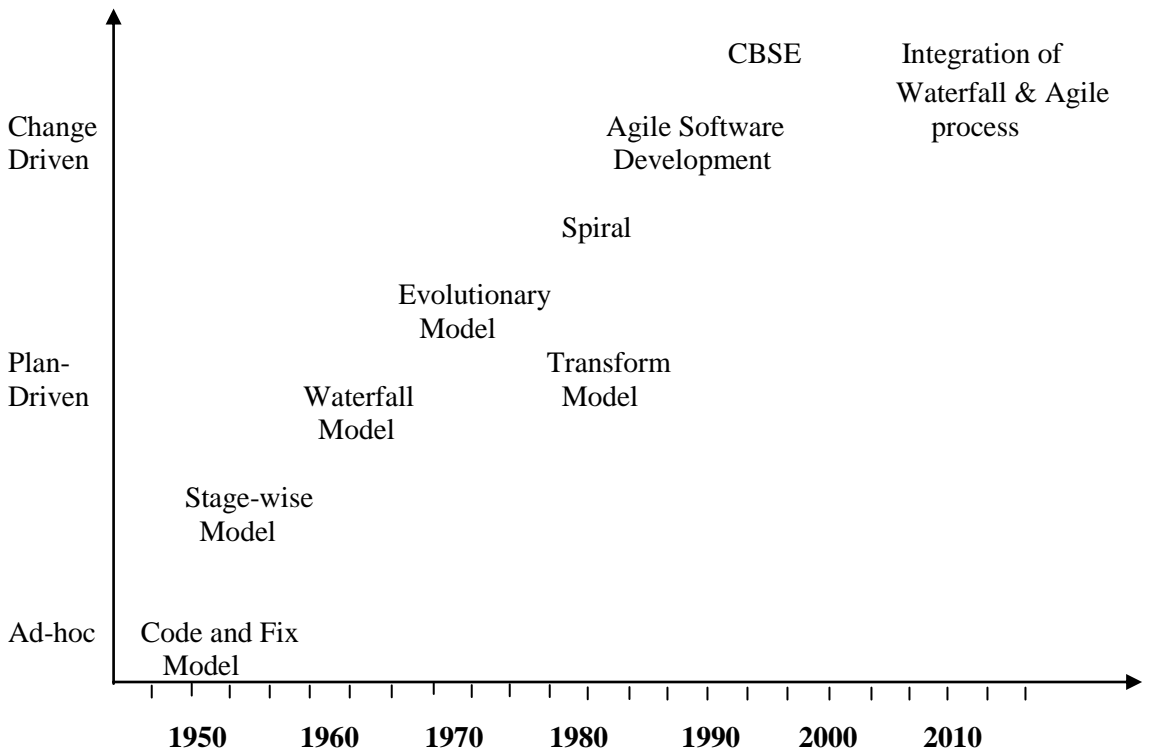 CBSE
Integration of
Waterfall & Agile
process
Change
Driven
Agile Software
Development
Spiral
Evolutionary
Model
Plan-
Driven
Transform
Model
Waterfall
Model
Stage-wise
Model
Ad-hoc
Code and Fix
Model
1950 1960 1970 1980 1990 2000 2010